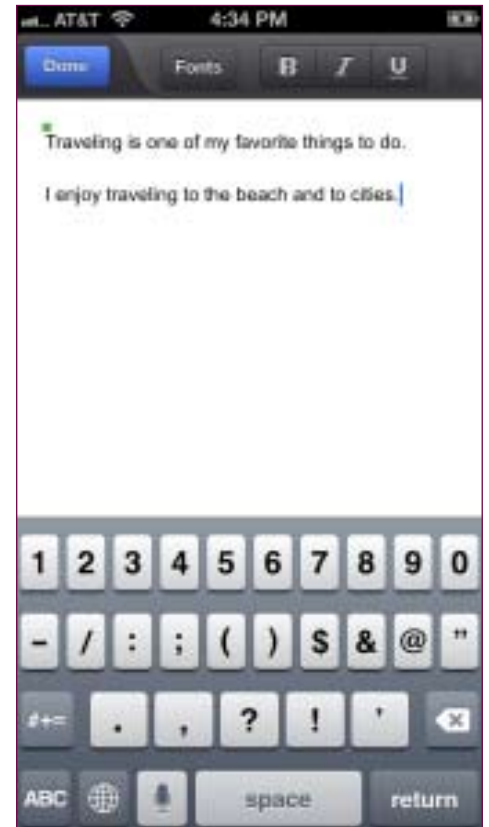 AT&T 4:34 PM
Done Fonts B I U
Traveling is one of my favorite things to do.
I enjoy traveling to the beach and to cities.
1 2 3 4 5 6 7 8 9 0
- / : ; ( ) $ & @ "
#+= . , ? ! '
ABC space return